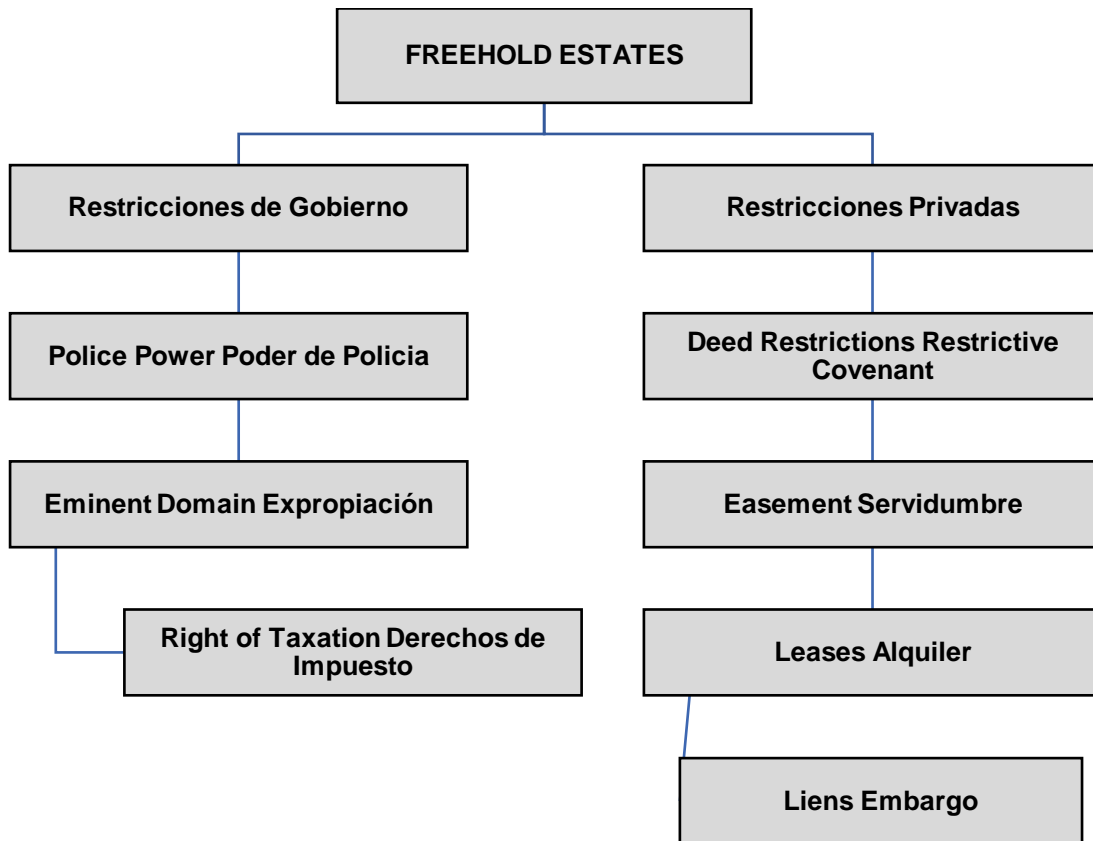 FREEHOLD ESTATES
Restricciones de Gobierno
Restricciones Privadas
Police Power Poder de Policia
Deed Restrictions Restrictive
Covenant
Eminent Domain Expropiación
Easement Servidumbre
Right of Taxation Derechos de
Impuesto
Leases Alquiler
Liens Embargo